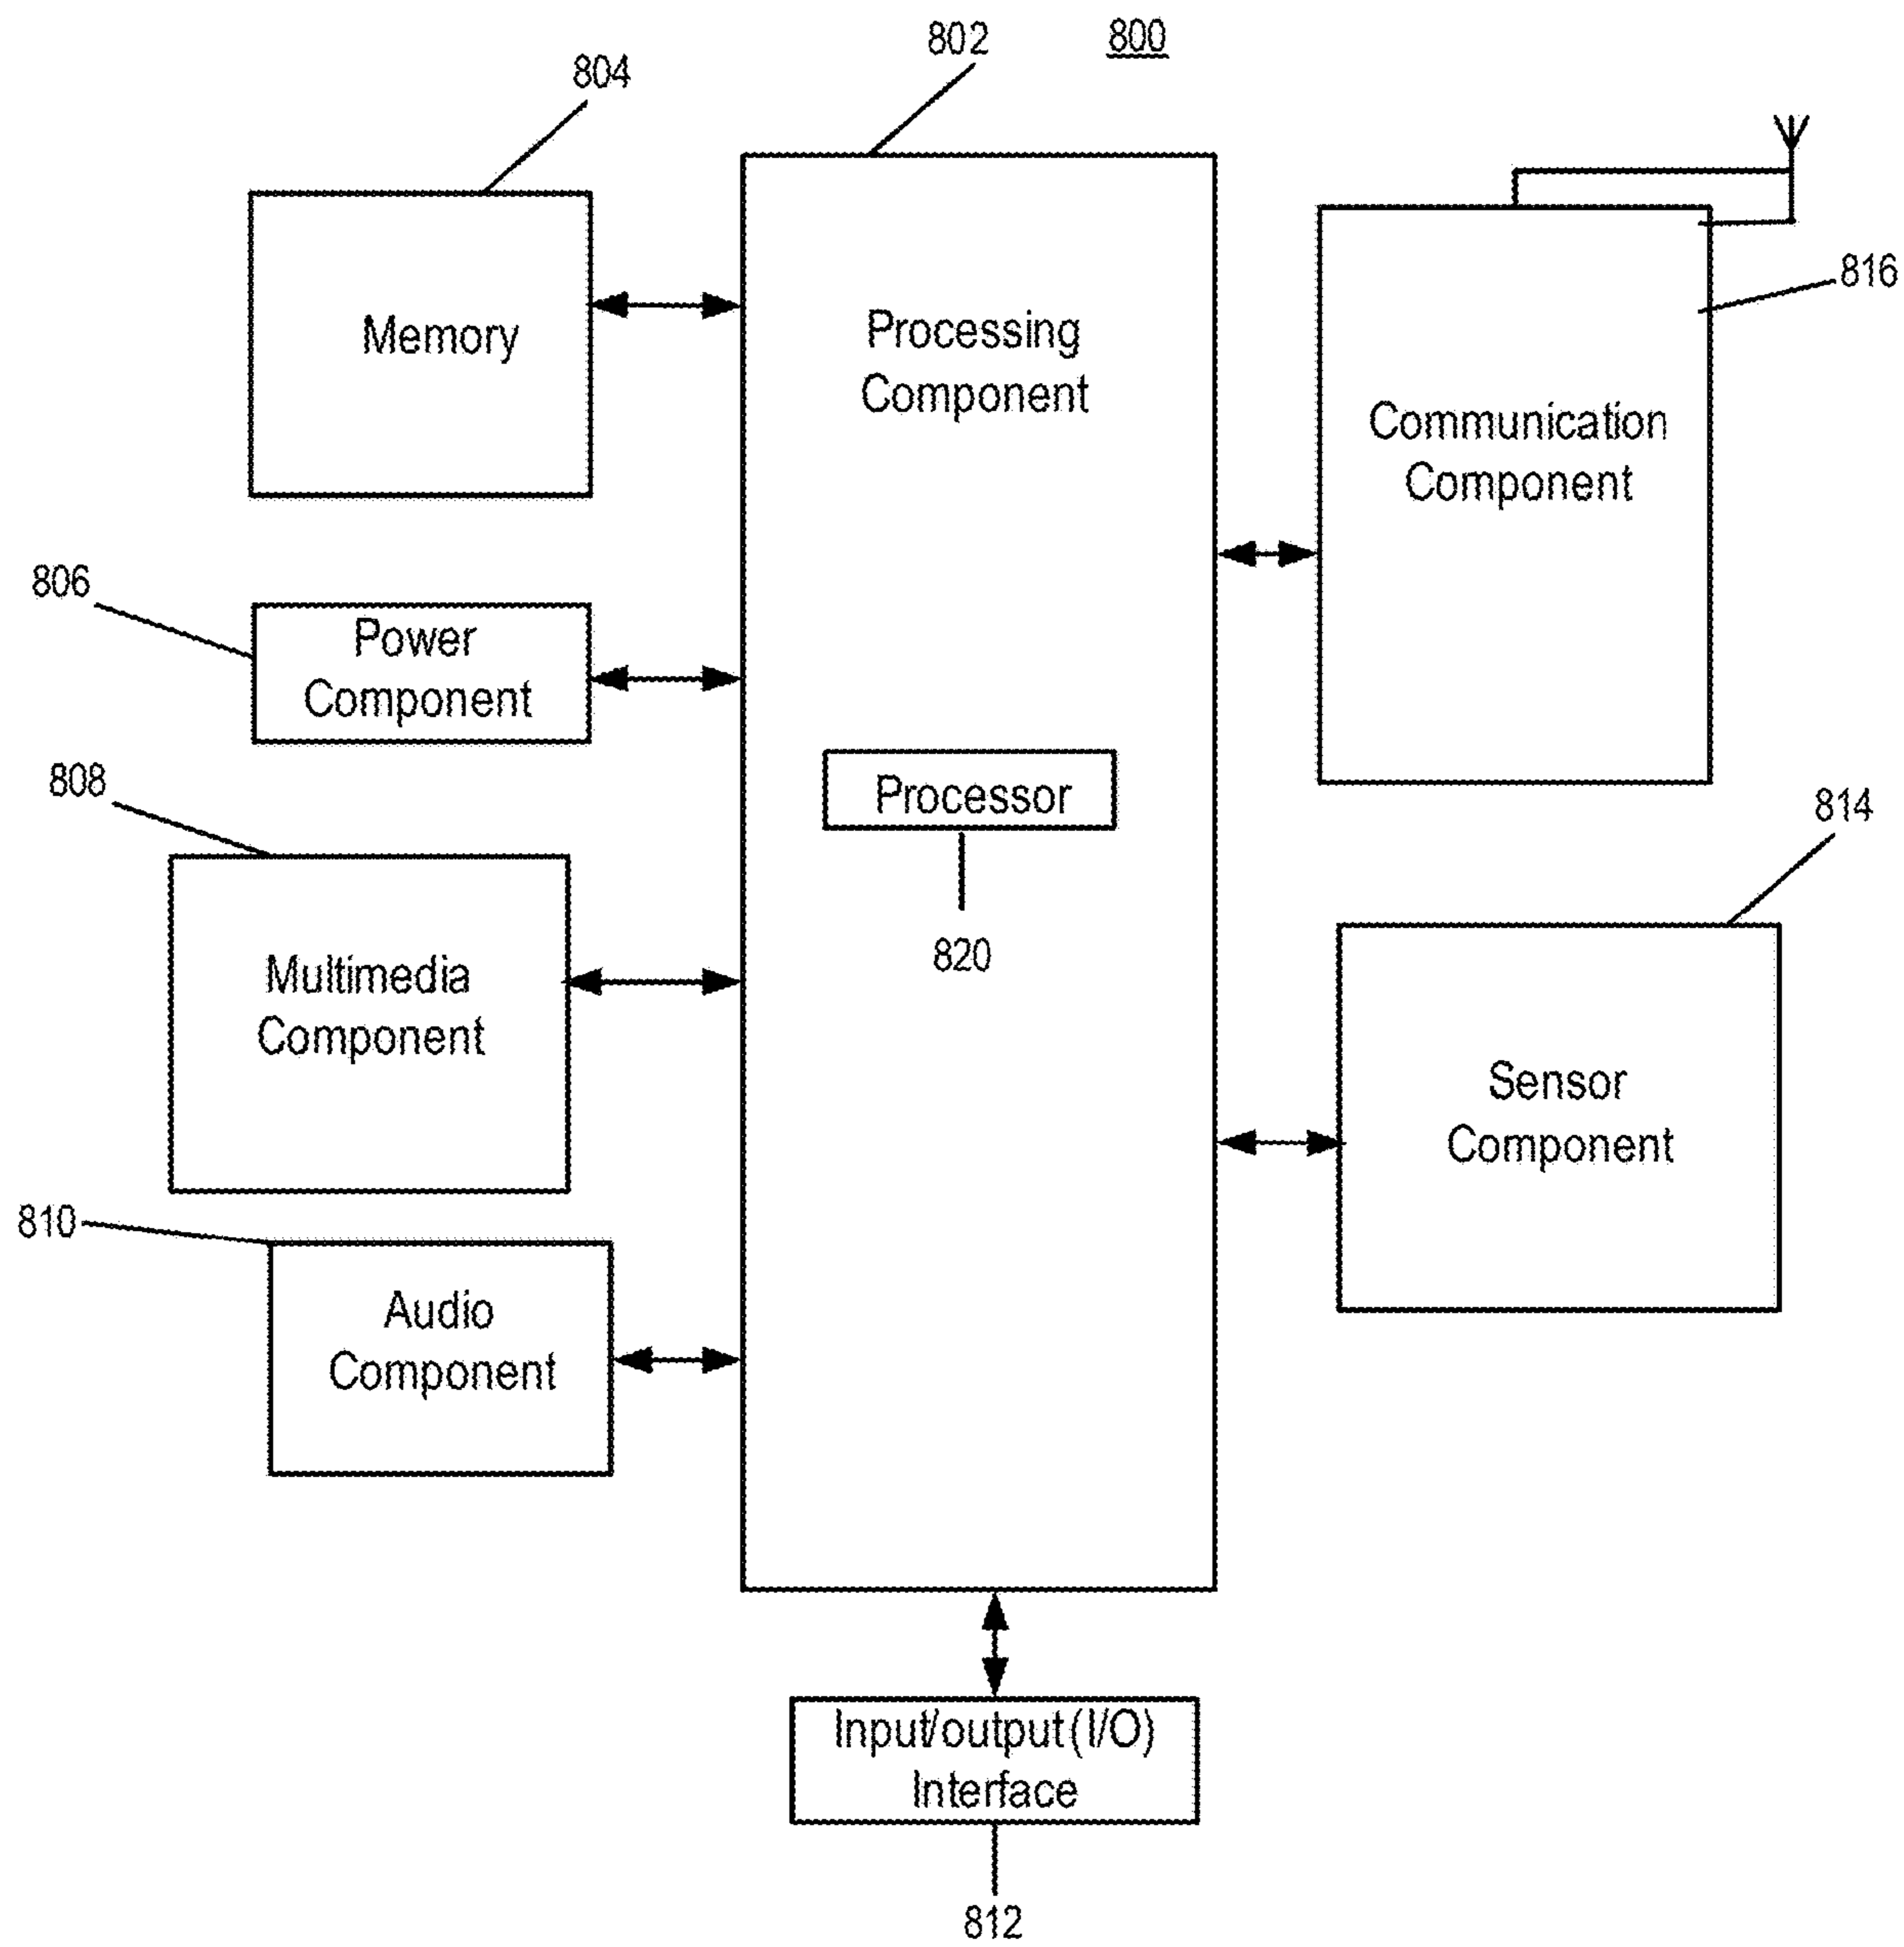 802
800
804
816
Memory
Processing
Component
Communication
Component
806
Power
Component
808
Processor
814
820
Multimedia
Component
Sensor
Component
810
Audio
Component
Input/output (I/O)
Interface
812